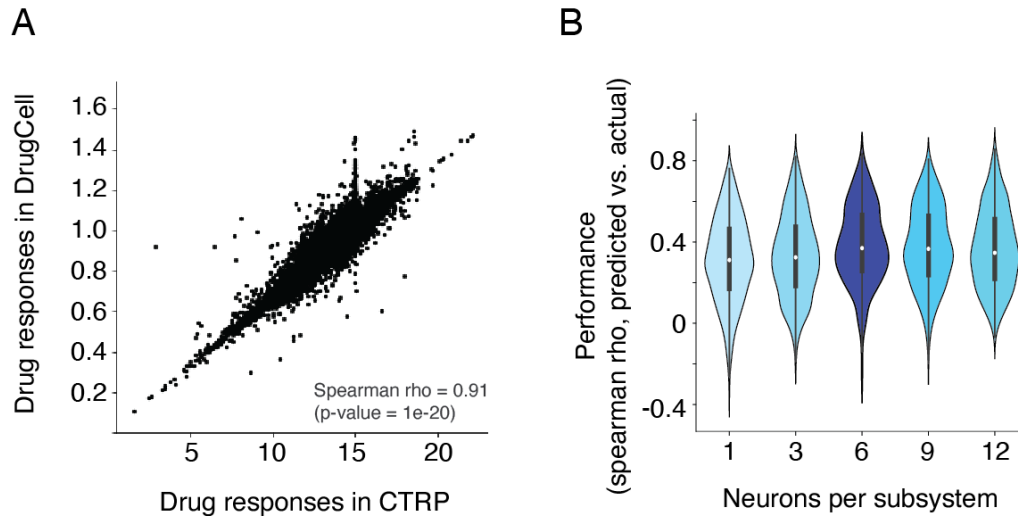 A
Drug responses in DrugCell
1.6
1.4
1.2
1.0
0.8
0.6
0.4
0.2
Spearman rho = 0.91
(p-value = 1e-20)
5
10
15
20
Drug responses in CTRP
B
Performance
(spearman rho, predicted vs. actual)
0.8
0.4
0
-0.4
1
3
6
9
12
Neurons per subsystem